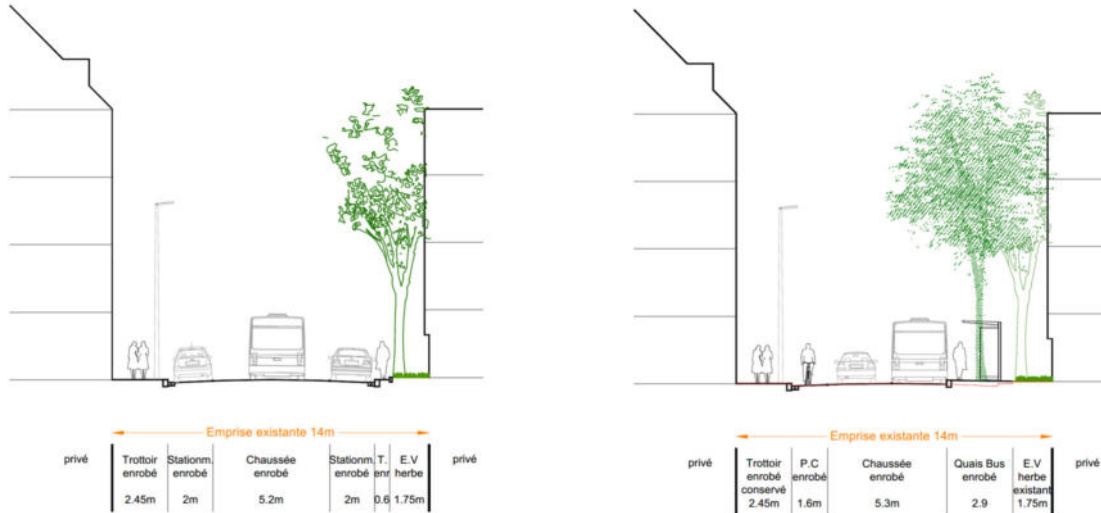 Emprise existante 14m
privé
Trottoir
enrobé
2.45m
Stationm.
enrobé
2m
Chaussée
enrobé
5.2m
Stationm.
enrobé
2m
T.
enr
0.6
E.V
herbe
1.75m
privé
Emprise existante 14m
privé
Trottoir
enrobé
conservé
2.45m
P.C
enrobé
1.6m
Chaussée
enrobé
5.3m
Quais Bus
enrobé
2.9
E.V
herbe
existant
1.75m
privé